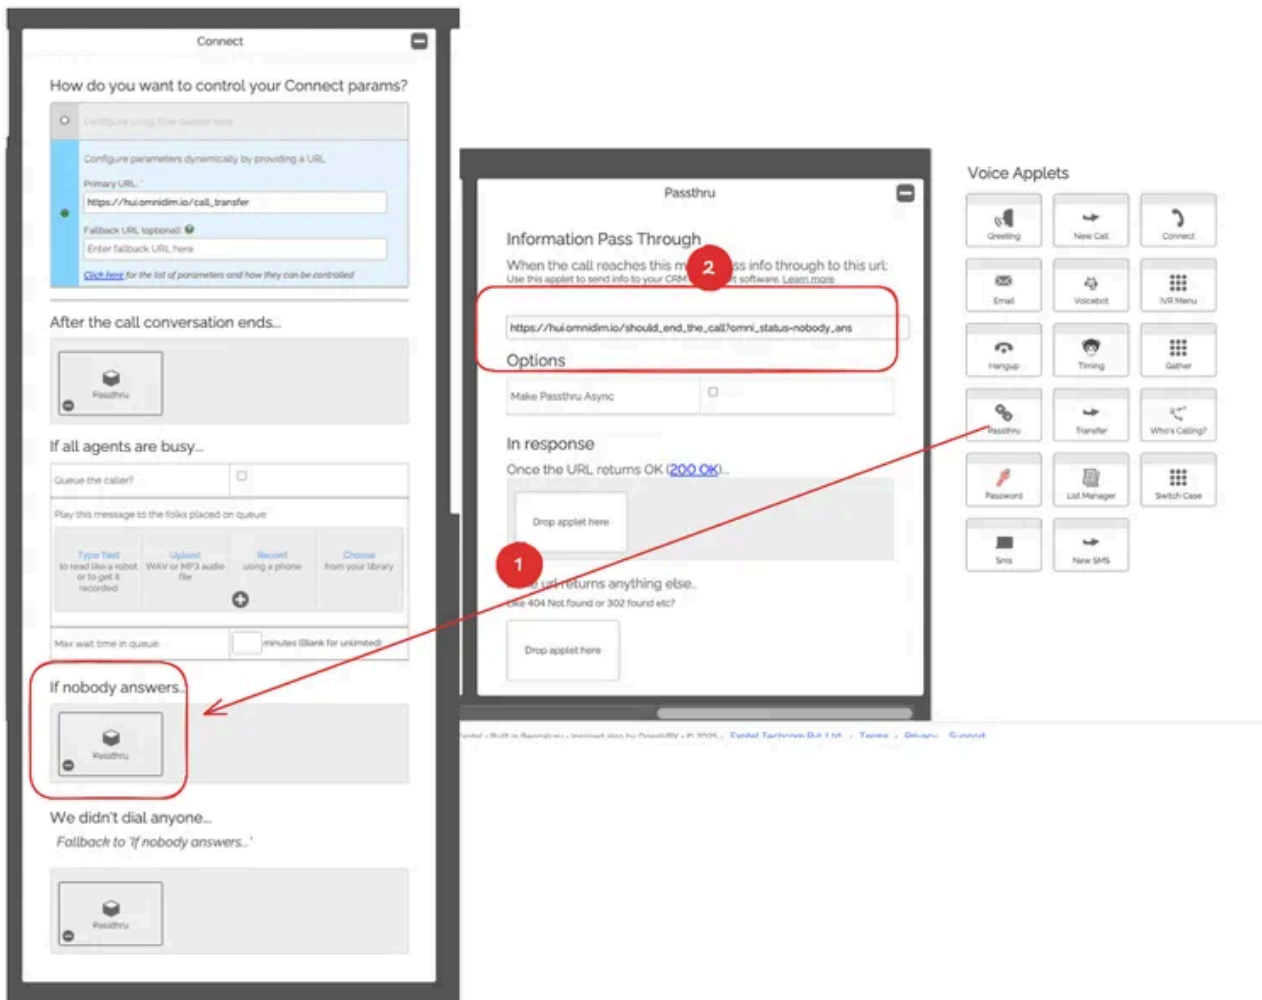 Connect
How do you want to control your Connect params?
Configure using flow builder here
Configure parameters dynamically by providing a URL
Primary URL: *
https://hui.omnidim.io/call_transfer
Fallback URL (optional)
Enter fallback URL here
Click here for the list of parameters and how they can be controlled
After the call conversation ends...
Passthru
If all agents are busy...
Queue the caller?
Play this message to the folks placed on queue:
Type Text
to read like a robot
or to get it
recorded
Upload
WAV or MP3 audio
file
Record
using a phone
Choose
from your library
Max wait time in queue:
minutes (Blank for unlimited)
If nobody answers...
Passthru
We didn't dial anyone...
Fallback to 'If nobody answers...'
Passthru
Passthru
Information Pass Through
When the call reaches this m ss info through to this url:
2
Use this applet to send info to your CRM software. Learn more
https://hui.omnidim.io/should_end_the_call?omni_status=nobody_ans
Options
Make Passthru Async
In response
Once the URL returns OK (200 OK)...
Drop applet here
1
url returns anything else..
Like 404 Not found or 302 found etc?
Drop applet here
Voice Applets
Greeting
New Call
Connect
Email
Voicebot
IVR Menu
Hangup
Timing
Gather
Passthru
Transfer
Who's Calling?
Password
List Manager
Switch Case
Sms
New SMS
Exotel Techcom Pvt Ltd. • Terms • Privacy Support